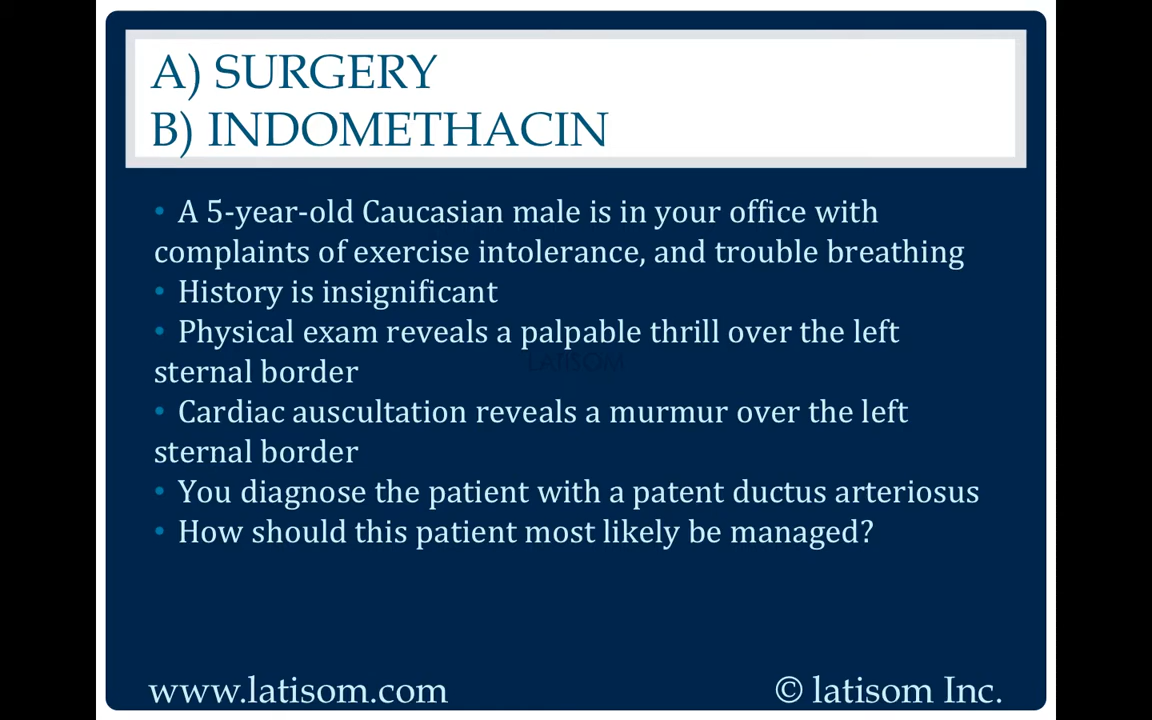 A) SURGERY
B) INDOMETHACIN
• A 5-year-old Caucasian male is in your office with
complaints of exercise intolerance, and trouble breathing
• History is insignificant
• Physical exam reveals a palpable thrill over the left
sternal border
LATISOM
• Cardiac auscultation reveals a murmur over the left
sternal border
• You diagnose the patient with a patent ductus arteriosus
• How should this patient most likely be managed?
www.latisom.com
© latisom Inc.